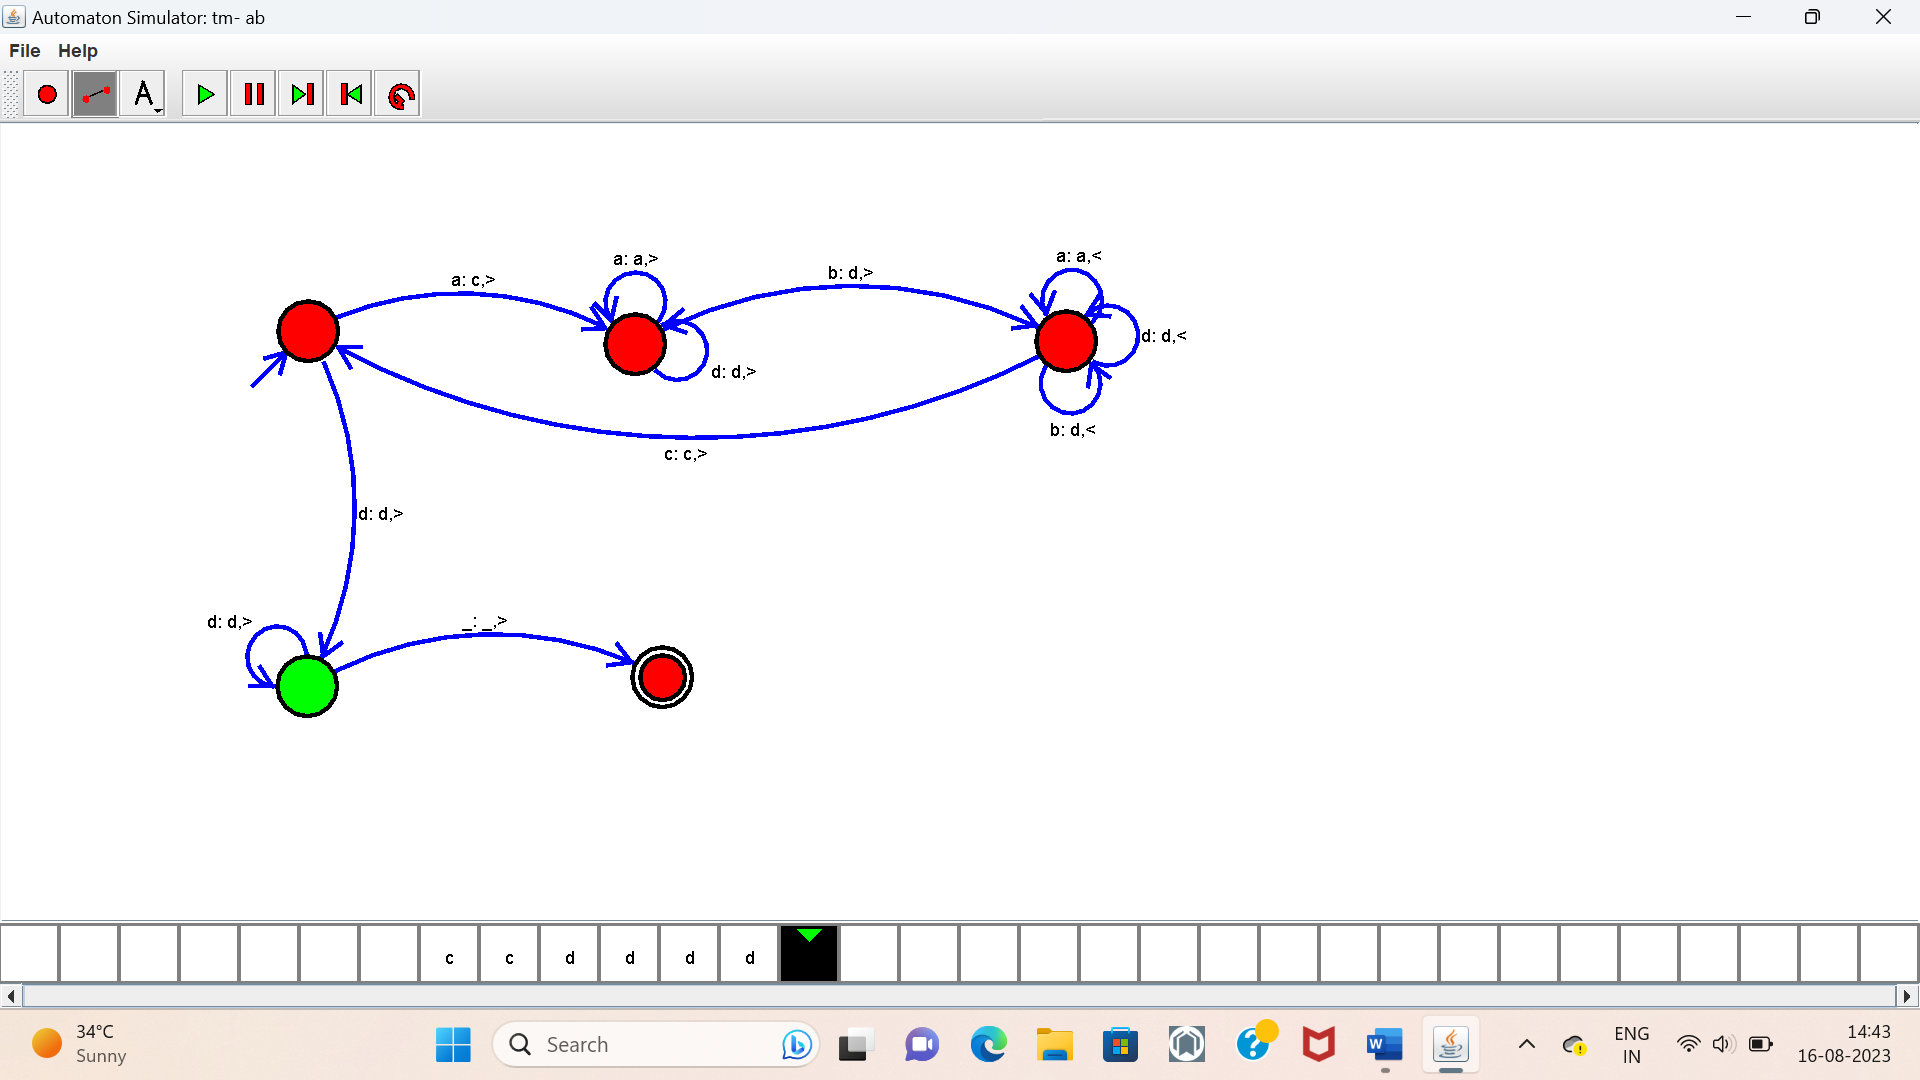 Automaton Simulator: tm- ab
File Help
A
a: a,<
a: a,>
b: d,>
a: c,>
d: d,<
d: d,>
b: d,<
c: c,>
d: d,>
d: d,>
_: _,>
c c d d d d
34°C
Sunny
Search
W
ENG
IN
14:43
16-08-2023